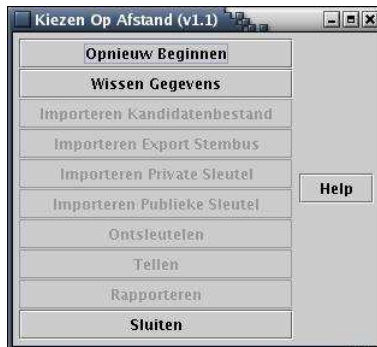 Kiezen Op Afstand (v1.1)
Opnieuw Beginnen
Wissen Gegevens
Importeren Kandidatenbestand
Importeren Export Stembus
Importeren Private Sleutel
Importeren Publieke Sleutel
Ontsleutelen
Tellen
Rapporteren
Sluiten
Help